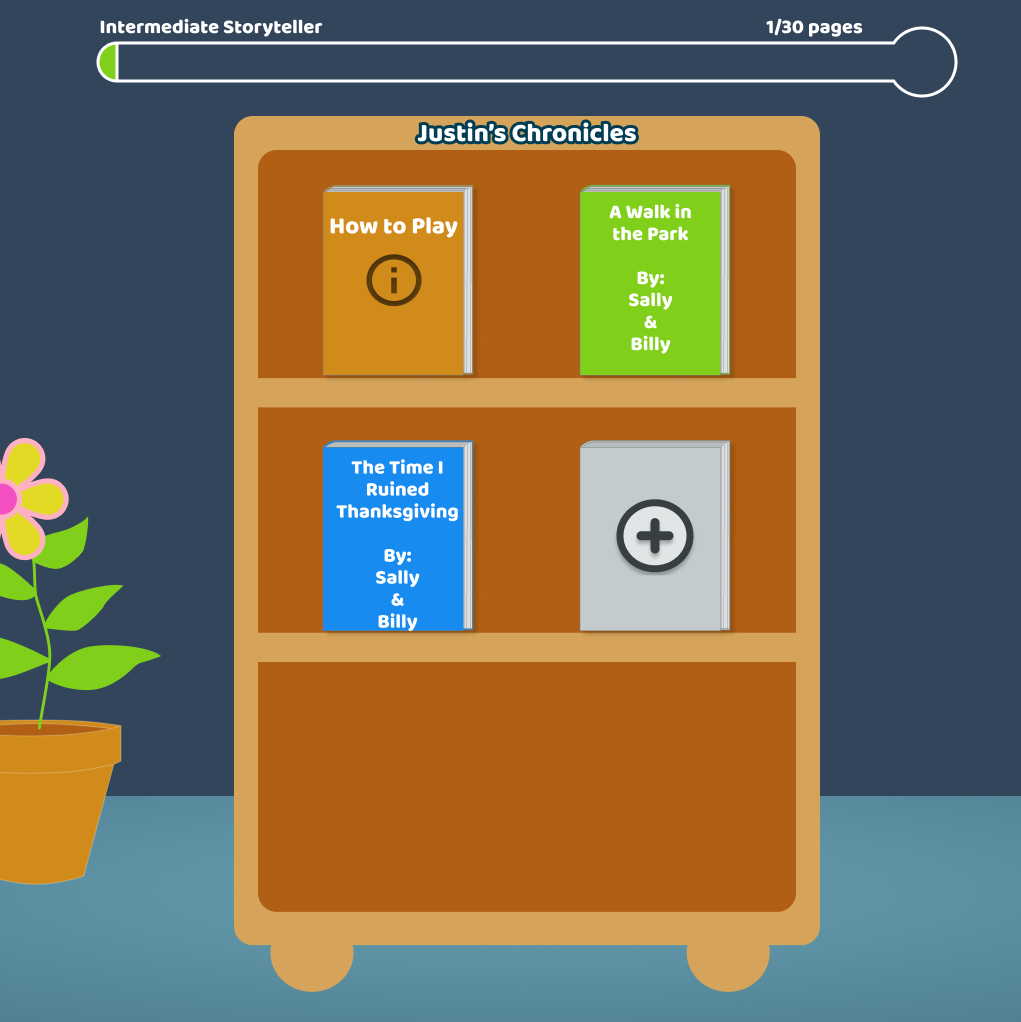 Intermediate Storyteller
1/30 pages
Justin's Chronicles
How to Play
i
A Walk in
the Park
By:
Sally
&
Billy
The Time I
Ruined
Thanksgiving
By:
Sally
&
Billy